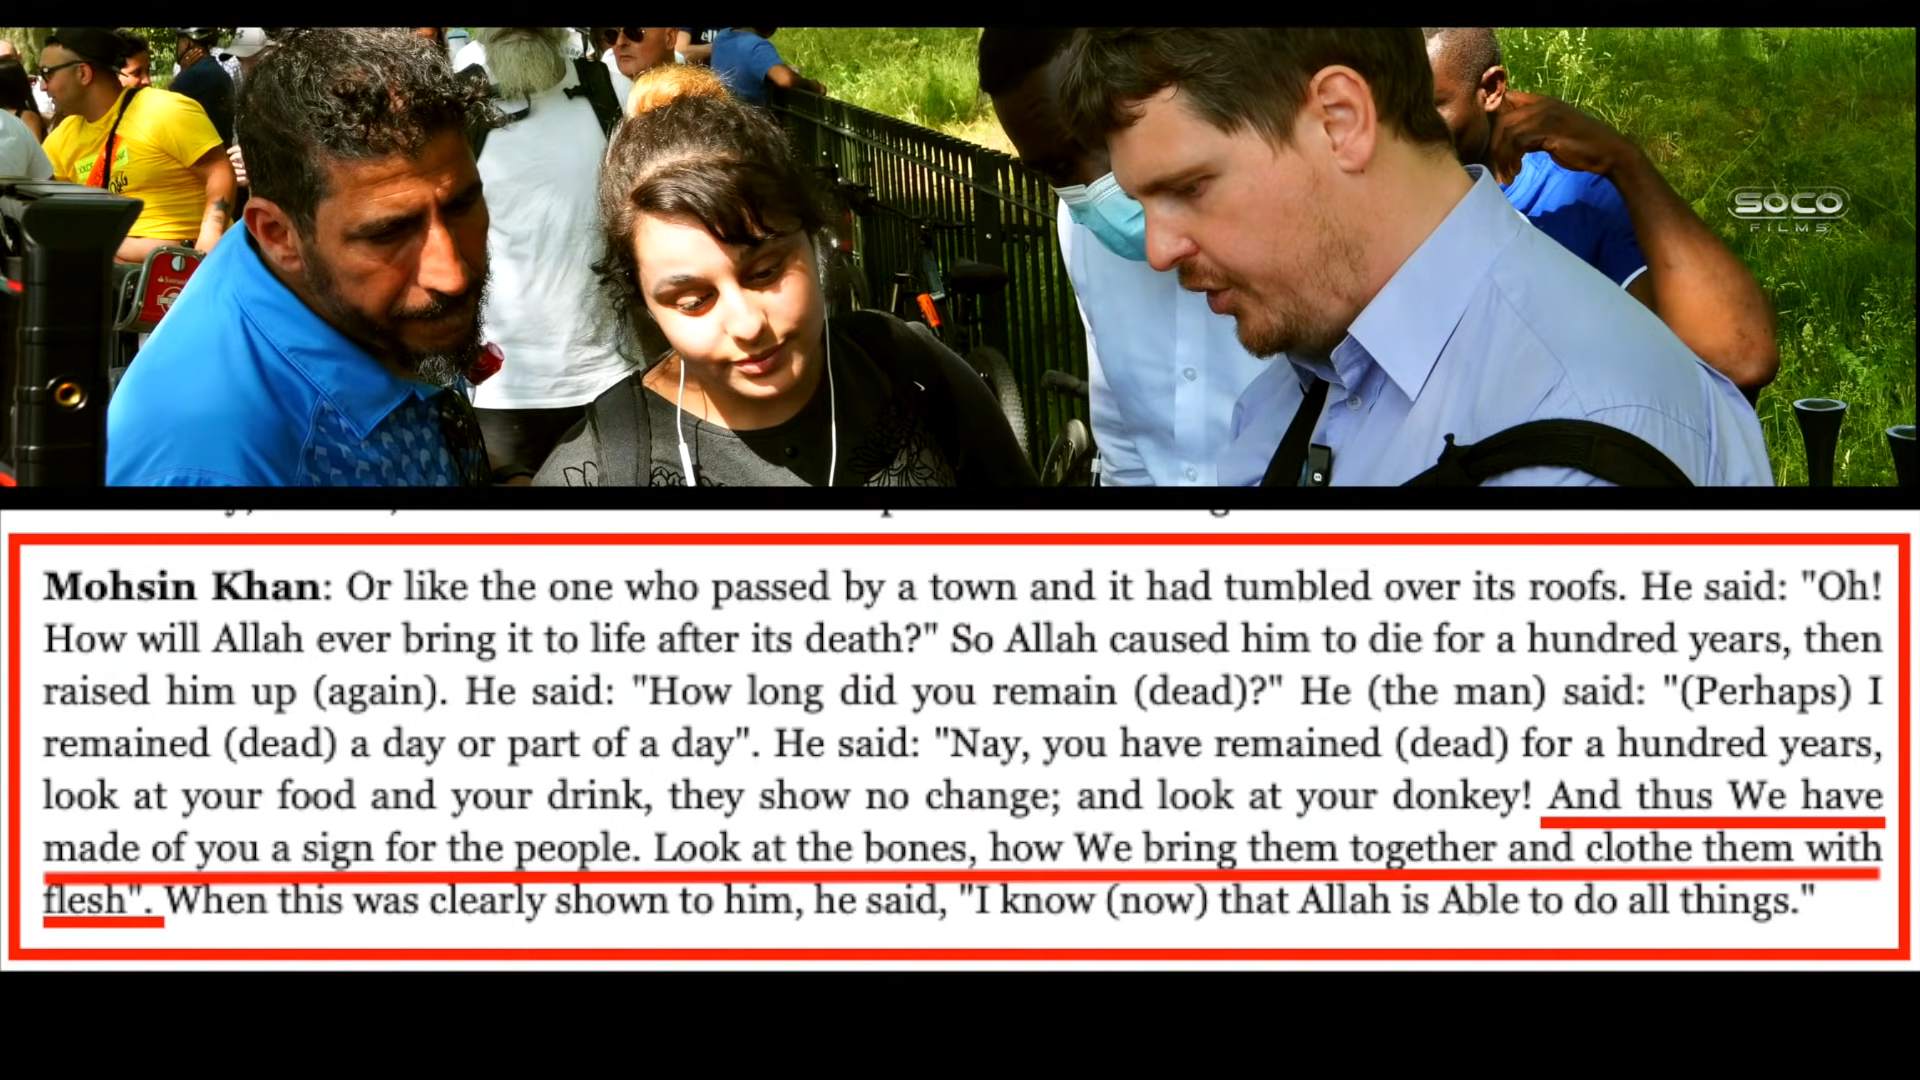 SOCO
FILMS
Mohsin Khan: Or like the one who passed by a town and it had tumbled over its roofs. He said: "Oh!
How will Allah ever bring it to life after its death?" So Allah caused him to die for a hundred years, then
raised him up (again). He said: "How long did you remain (dead)?" He (the man) said: "(Perhaps) I
remained (dead) a day or part of a day". He said: "Nay, you have remained (dead) for a hundred years,
look at your food and your drink, they show no change; and look at your donkey! And thus We have
made of you a sign for the people. Look at the bones, how We bring them together and clothe them with
flesh". When this was clearly shown to him, he said, "I know (now) that Allah is Able to do all things."